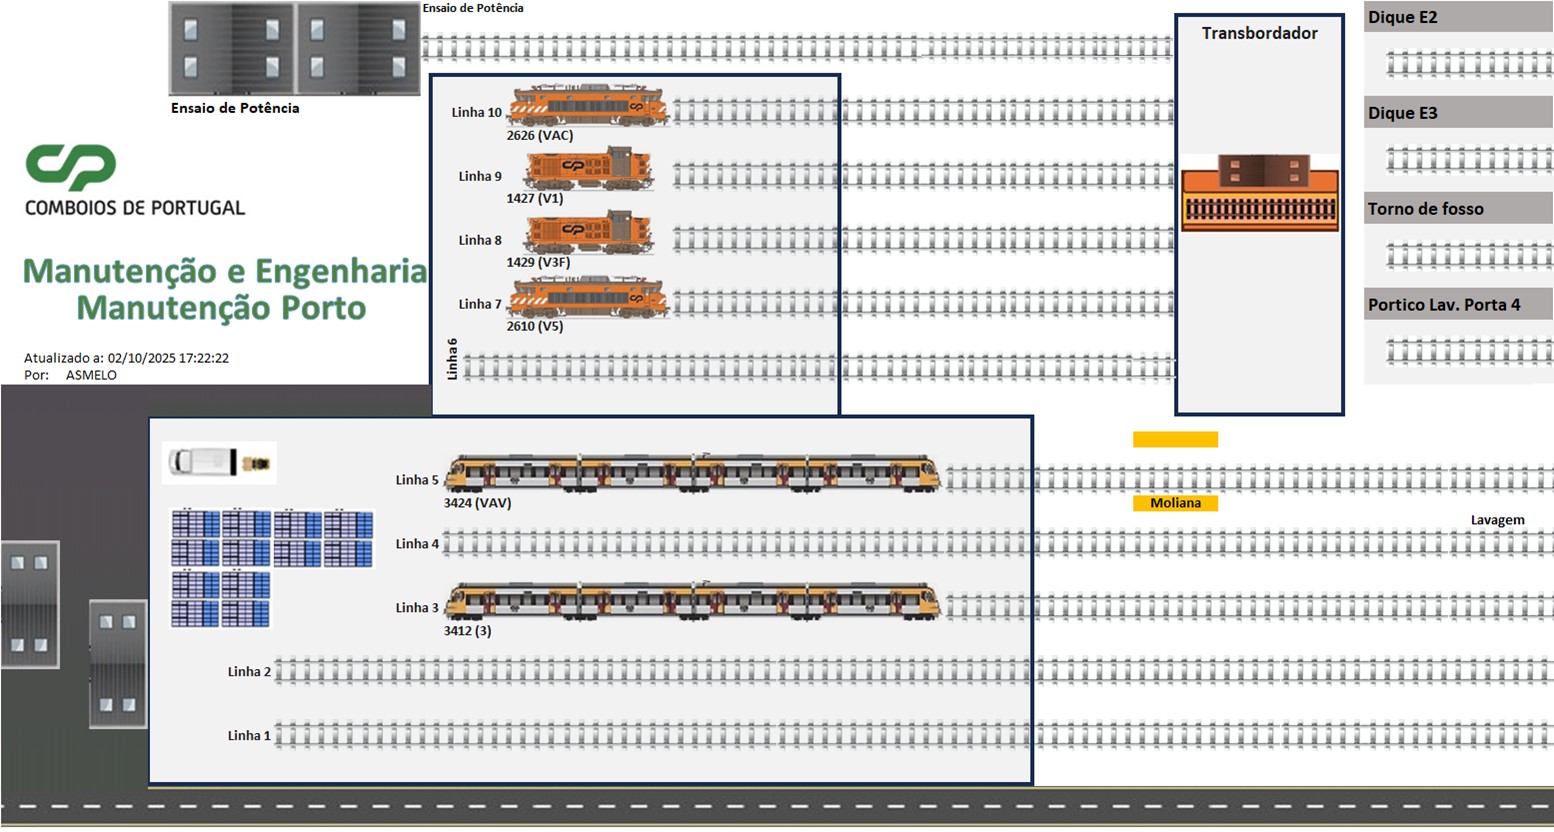 Ensaio de Potência
Ensaio de Potência
CP
COMBOIOS DE PORTUGAL
Manutenção e Engenharia
Manutenção Porto
Atualizado a: 02/10/2025 17:22:22
Por: ASMELO
Linha 10
2626 (VAC)
Linha 9
1427 (V1)
Linha 8
1429 (V3F)
Linha 7
2610 (V5)
Linha 6
Transbordador
Dique E2
Dique E3
Torno de fosso
Portico Lav. Porta 4
Linha 5
3424 (VAV)
Moliana
Lavagem
Linha 4
Linha 3
3412 (3)
Linha 2
Linha 1